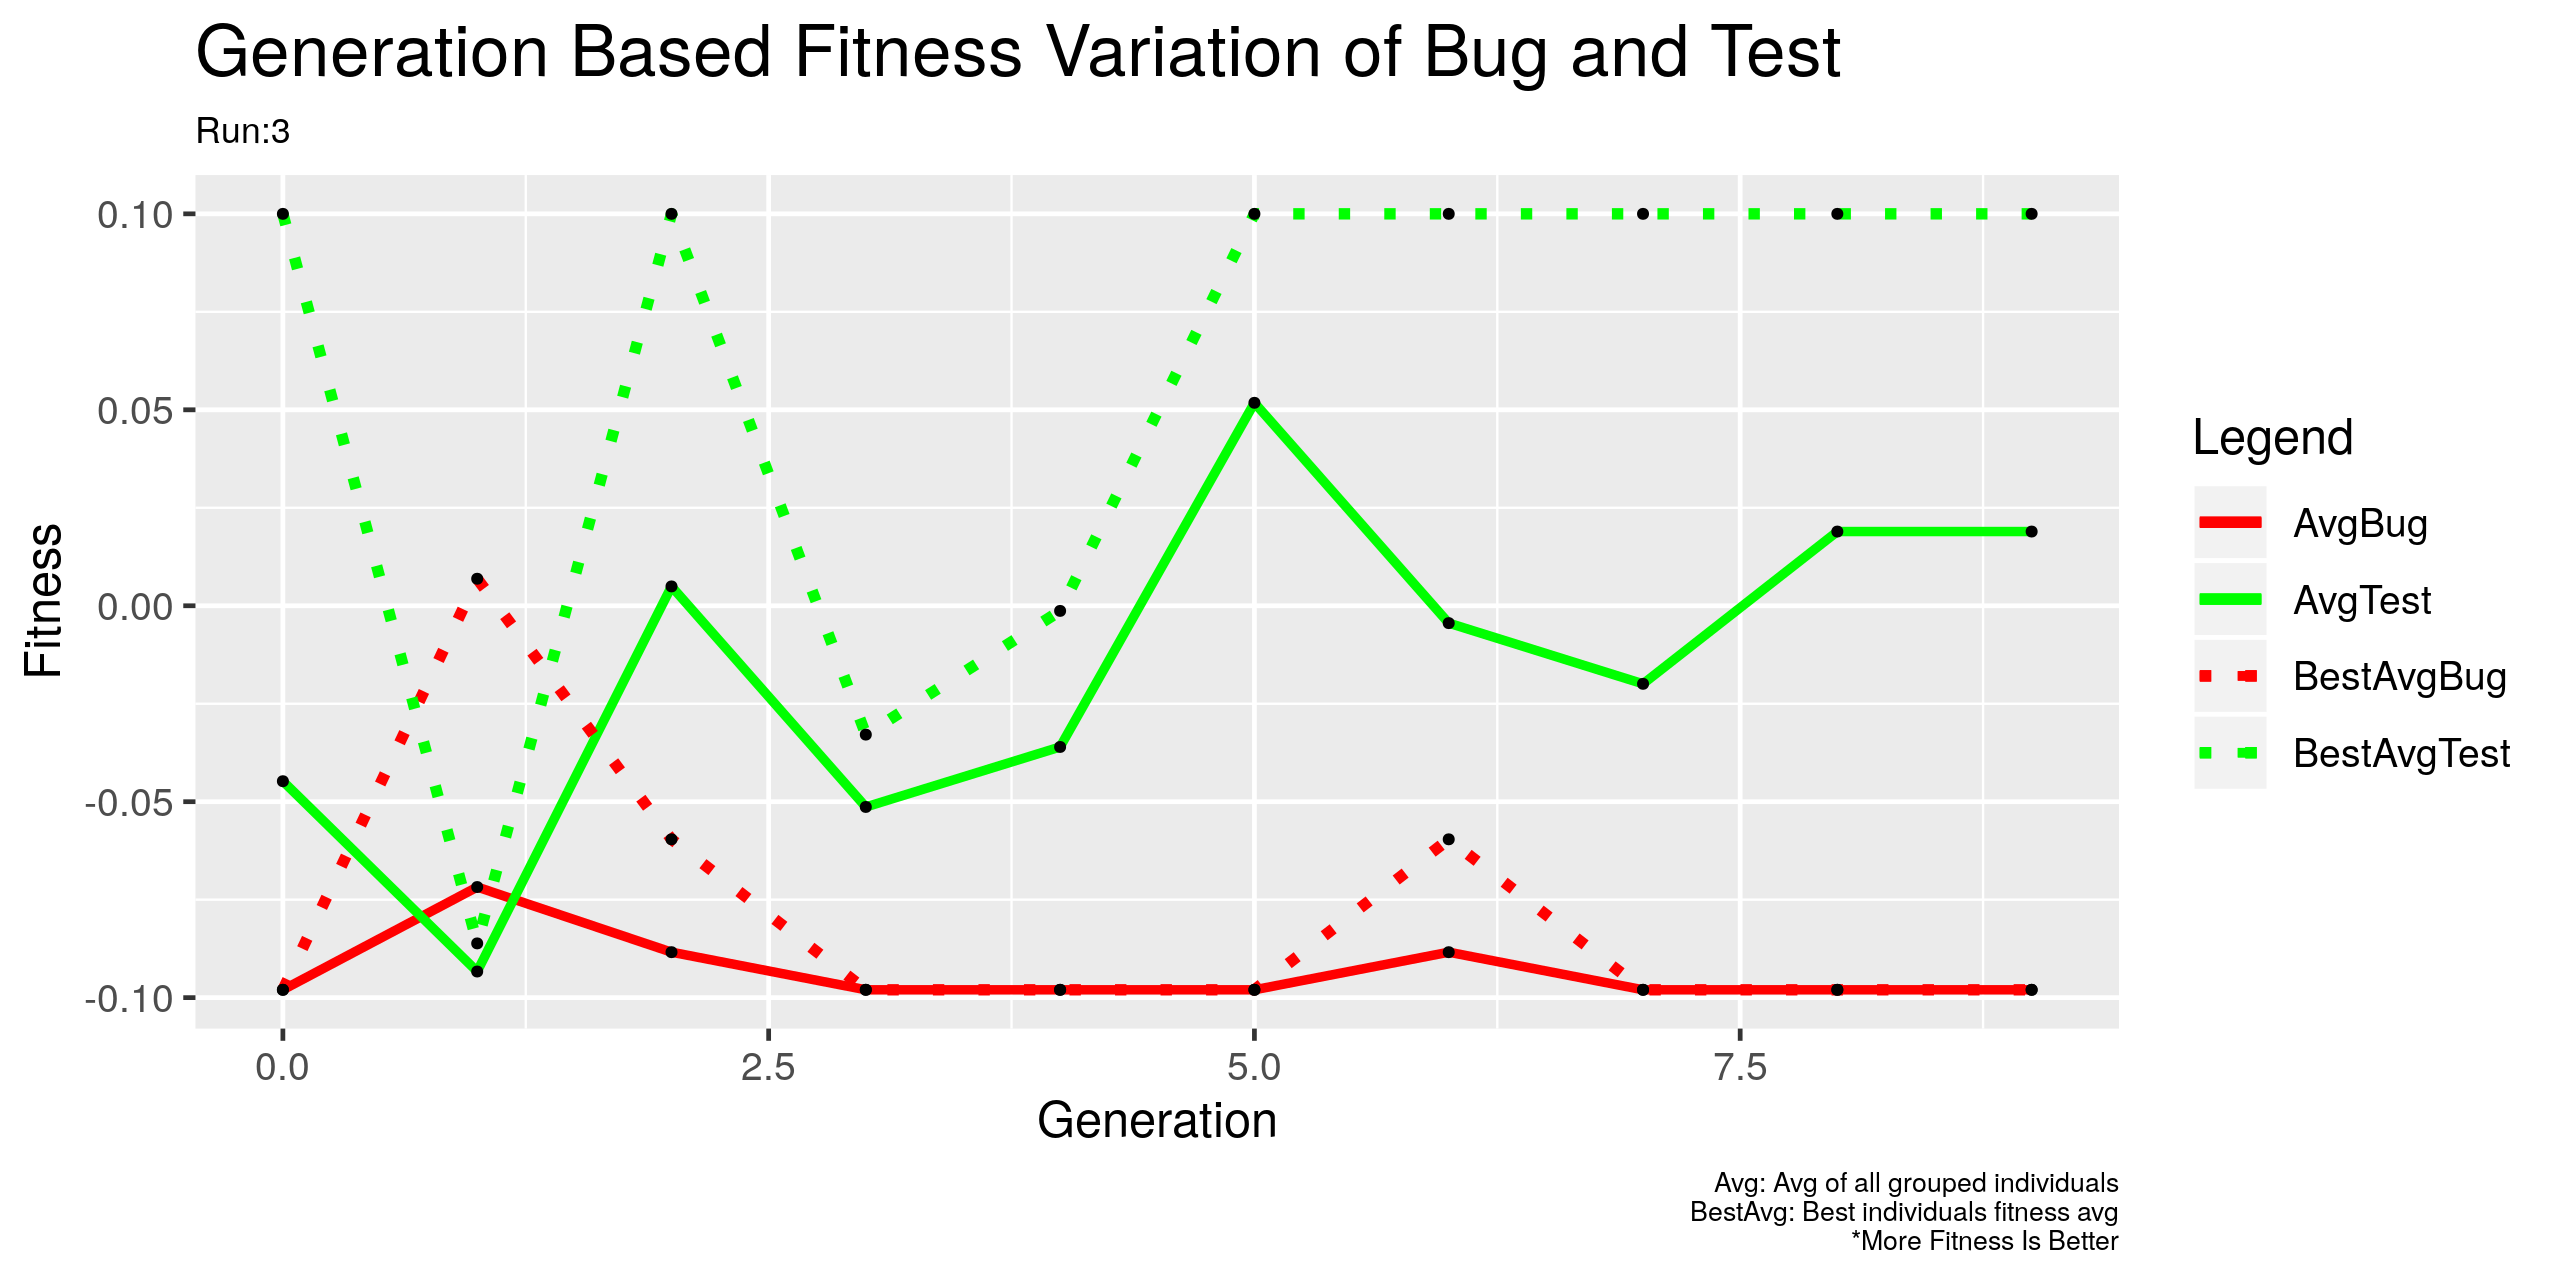 Generation Based Fitness Variation of Bug and Test
Run:3
Fitness
0.10
0.05
0.00
-0.05
-0.10
0.0 2.5 5.0 7.5
Generation
Legend
AvgBug
AvgTest
BestAvgBug
BestAvgTest
Avg: Avg of all grouped individuals
BestAvg: Best individuals fitness avg
*More Fitness Is Better